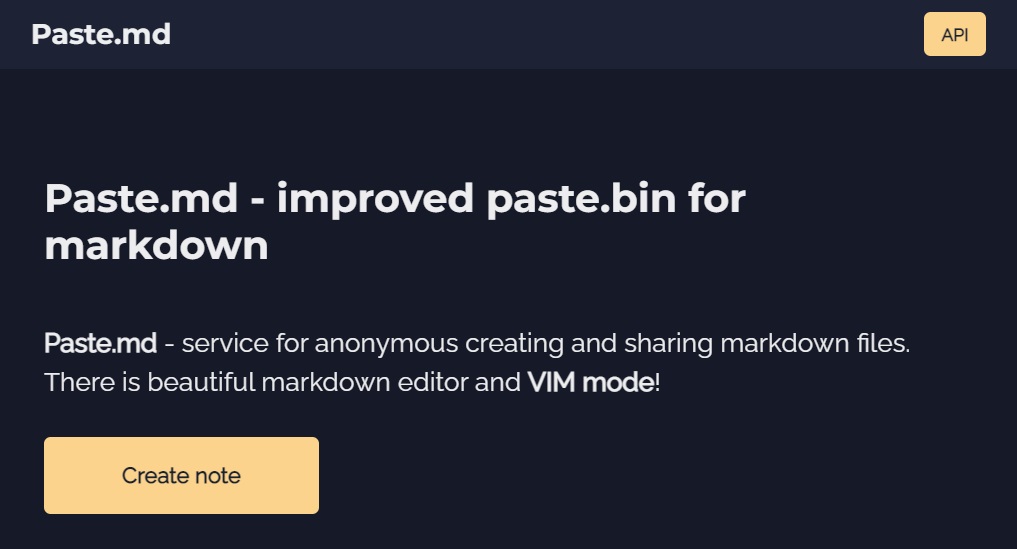 Paste.md
API
Paste.md - improved paste.bin for
markdown
Paste.md - service for anonymous creating and sharing markdown files.
There is beautiful markdown editor and VIM mode!
Create note